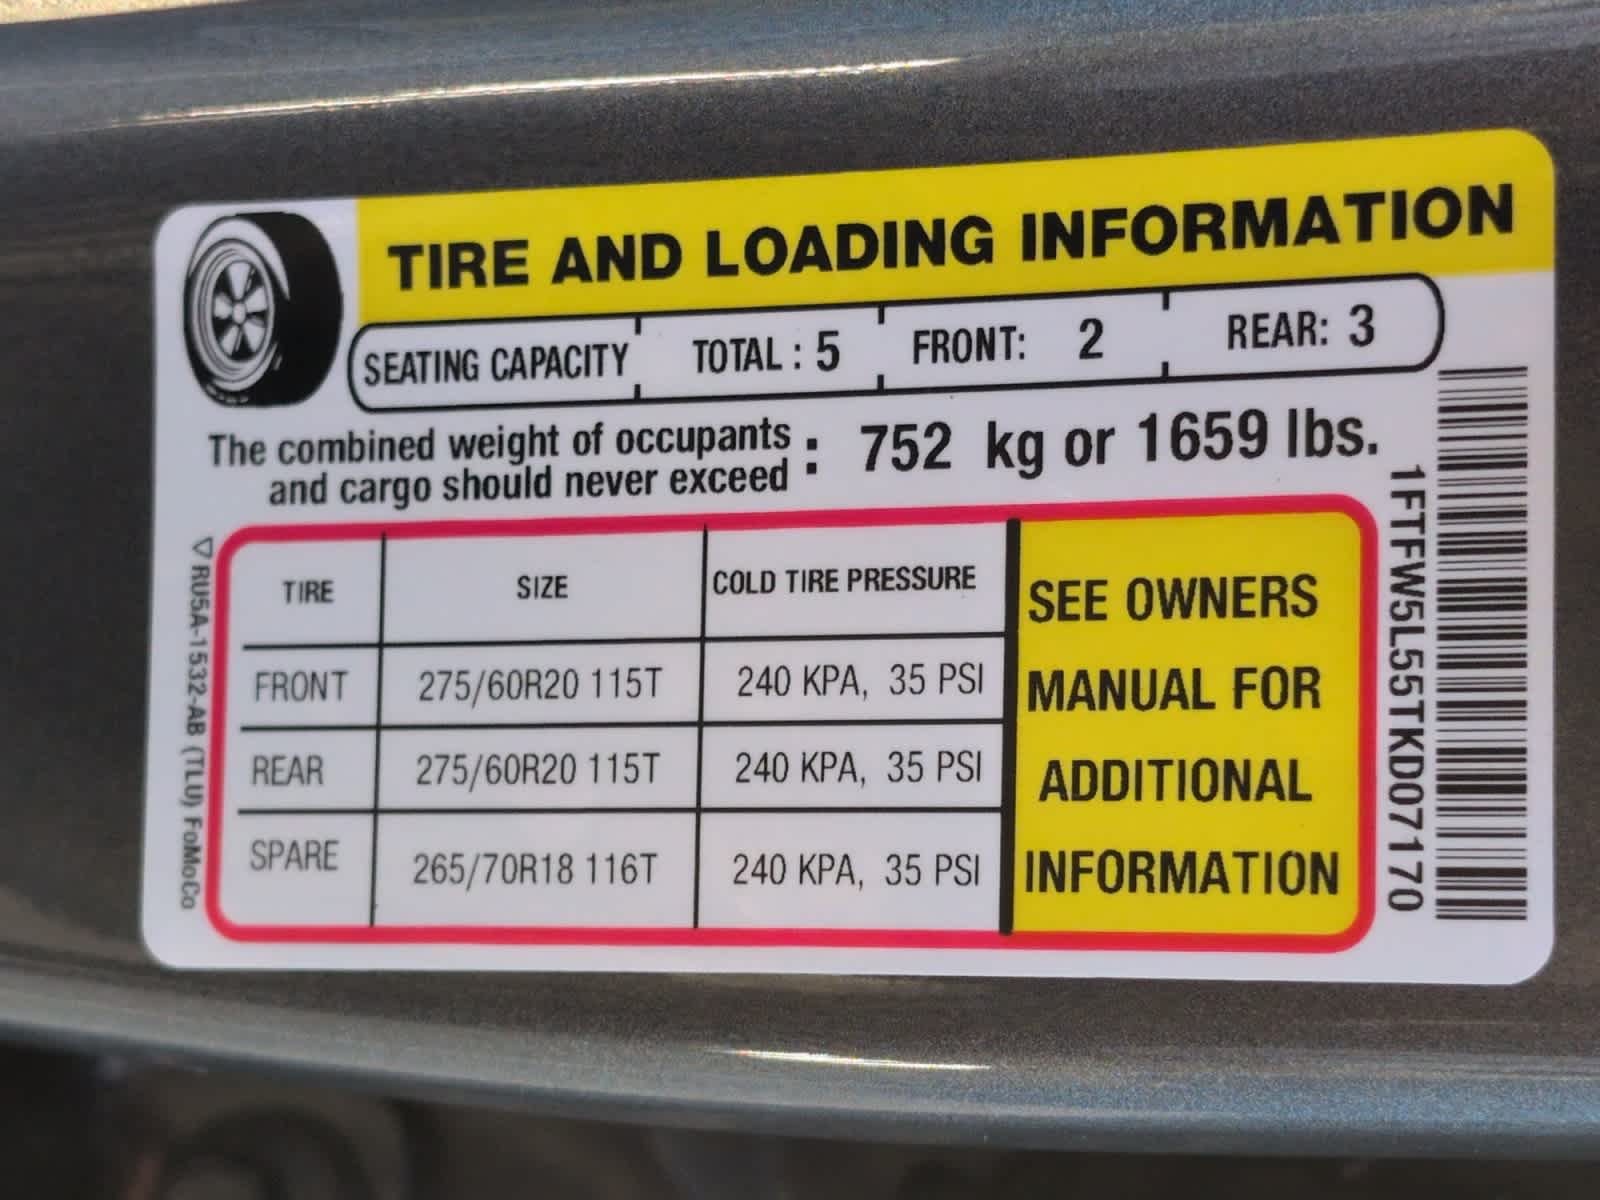 TIRE AND LOADING INFORMATION
SEATING CAPACITY TOTAL : 5 FRONT: 2 REAR: 3
The combined weight of occupants
and cargo should never exceed : 752 kg or 1659 lbs.
TIRE SIZE COLD TIRE PRESSURE
FRONT 275/60R20 115T 240 KPA, 35 PSI
REAR 275/60R20 115T 240 KPA, 35 PSI
SPARE 265/70R18 116T 240 KPA, 35 PSI
SEE OWNERS
MANUAL FOR
ADDITIONAL
INFORMATION
1FTFW5L55TKD07170
RU5A-1532-AB (TLU) FoMoCo